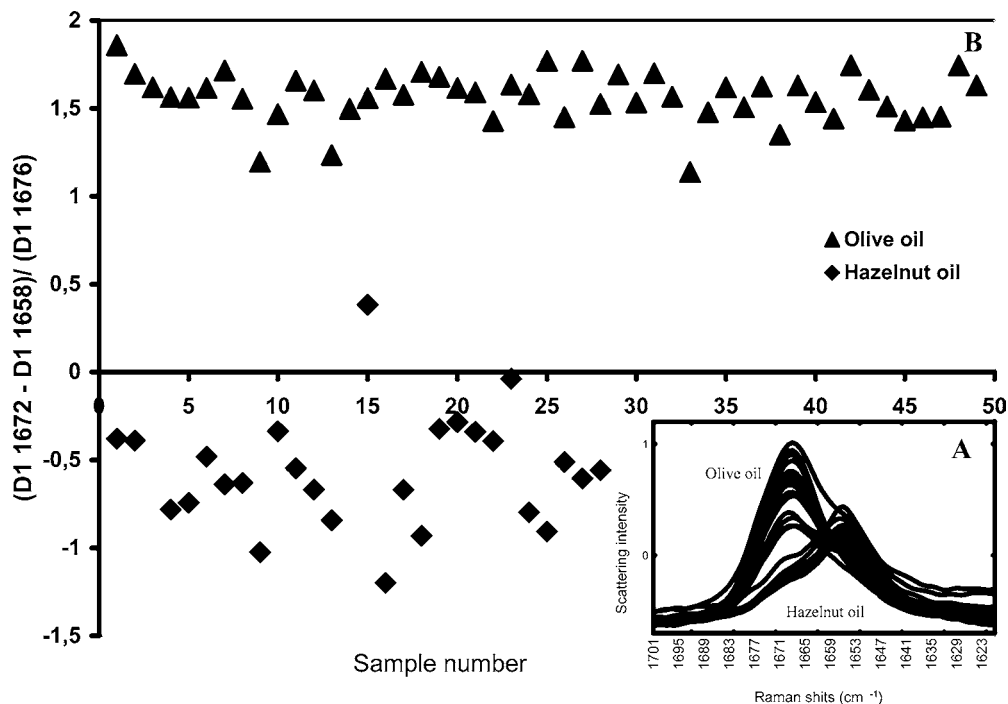 2
B
1,5
(D1 1672 - D1 1658)/ (D1 1676)
1
Olive oil
Hazelnut oil
0,5
0
0 5 10 15 20 25 30 35 40 45 50
-0,5
-1
-1,5
Sample number
A
1
Olive oil
Scattering intensity
0
Hazelnut oil
1701 1695 1689 1683 1677 1671 1665 1659 1653 1647 1641 1635 1629 1623
Raman shits (cm -1)